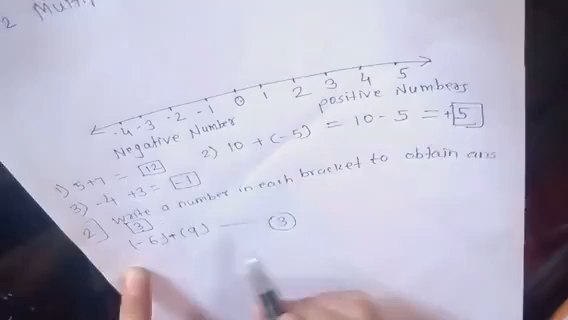 2 Multip
-4 -3 -2 -1 0 1 2 3 4 5
Negative Number positive Numbers
1) 5+7 = 12 2) 10 + (-5) = 10 - 5 = +5
3) -4 +3 = -1
2] Write a number in each bracket to obtain ans
3
(-6)+(9) — 3